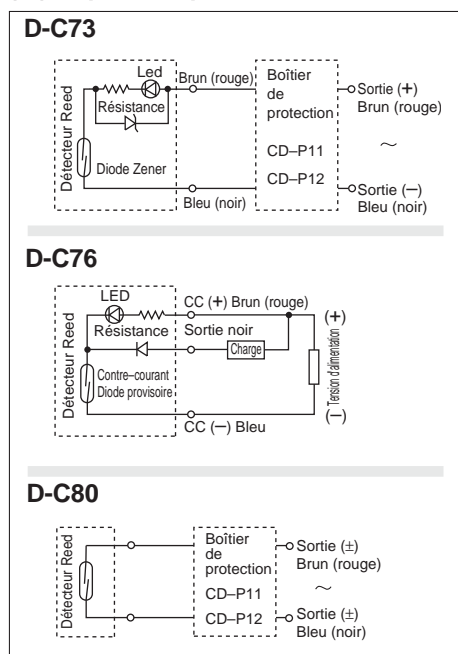 D-C73
Led
Brun (rouge)
Résistance
Diode Zener
Détecteur Reed
Bleu (noir)
Boîtier
de
protection
CD–P11
CD–P12
Sortie (+)
Brun (rouge)
~
Sortie (–)
Bleu (noir)
D-C76
LED
CC (+) Brun (rouge)
Résistance
Sortie noir
Charge
Contre–courant
Diode provisoire
Détecteur Reed
CC (–) Bleu
(+)
Tension d'alimentation
(–)
D-C80
Détecteur Reed
Boîtier
de
protection
CD–P11
CD–P12
Sortie (±)
Brun (rouge)
~
Sortie (±)
Bleu (noir)